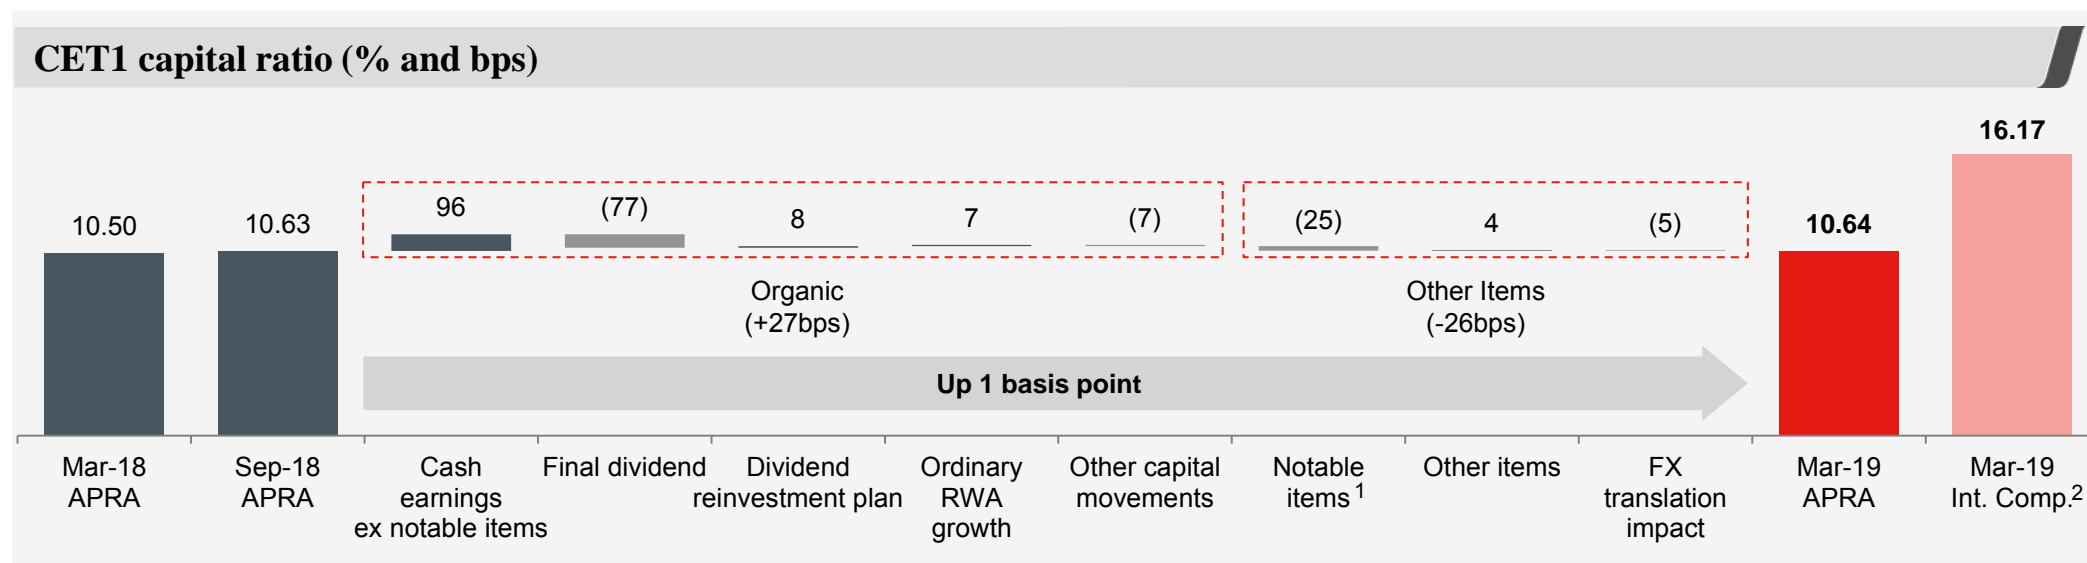 CET1 capital ratio (% and bps)
16.17
10.50
10.63
96
(77)
8
7
(7)
(25)
4
(5)
10.64
Organic
(+27bps)
Other Items
(-26bps)
Up 1 basis point
Mar-18
APRA
Sep-18
APRA
Cash
earnings
ex notable items
Final dividend
Dividend
reinvestment plan
Ordinary
RWA
growth
Other capital
movements
Notable
items 1
Other items
FX
translation
impact
Mar-19
APRA
Mar-19
Int. Comp.2